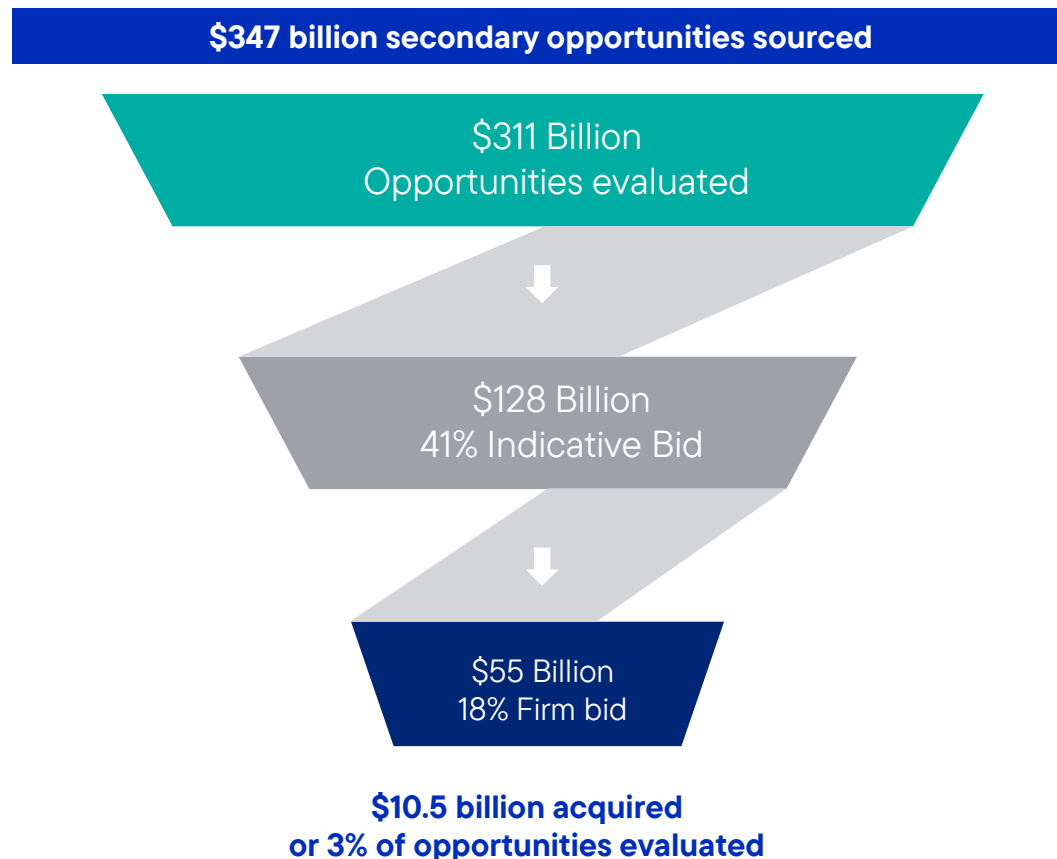 $347 billion secondary opportunities sourced
$311 Billion
Opportunities evaluated
$128 Billion
41% Indicative Bid
$55 Billion
18% Firm bid
$10.5 billion acquired
or 3% of opportunities evaluated